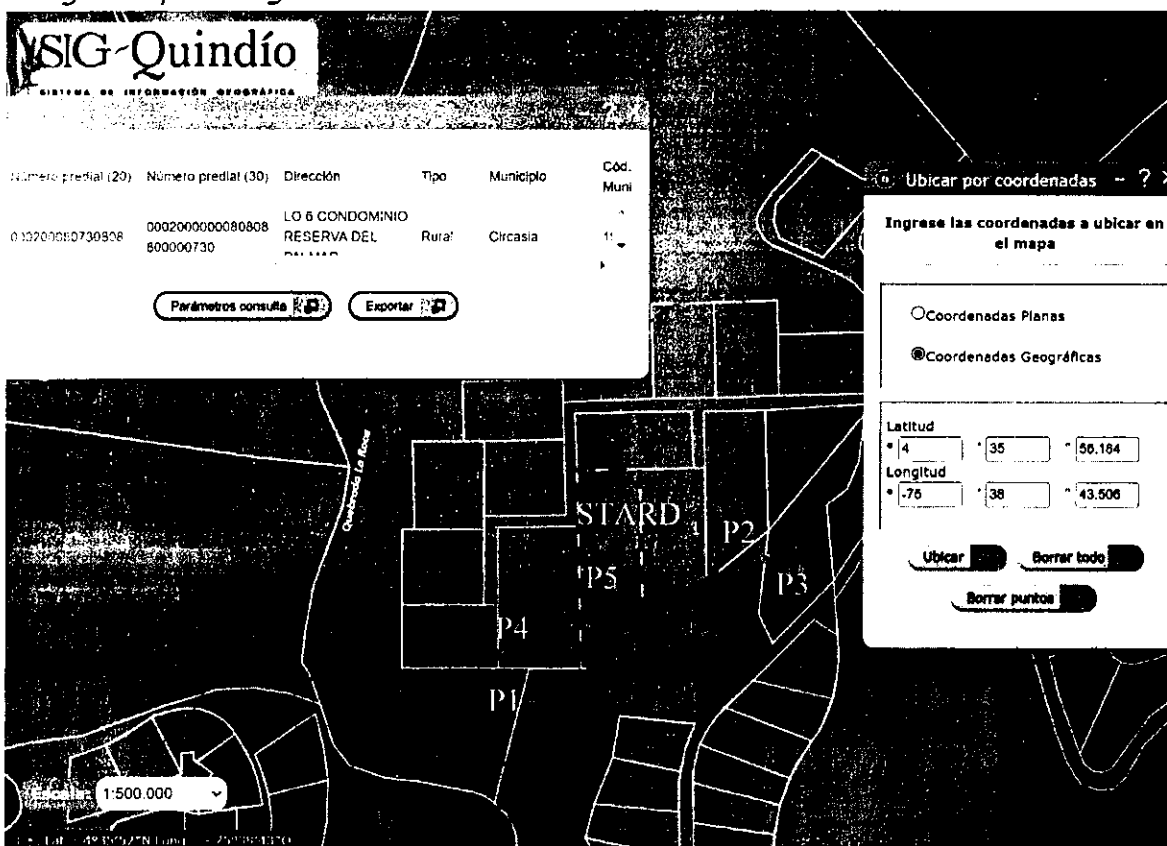 SIG-Quindío
SISTEMA DE INFORMACIÓN GEOGRÁFICA
Número predial (20) Número predial (30) Dirección Tipo Municipio Cód. Muni
0002000000080808
600000730
LO 6 CONDOMINIO
RESERVA DEL
PALMAR
Rural
Circasia
Parámetros consulta
Exportar
Ubicar por coordenadas - ? ×
Ingrese las coordenadas a ubicar en
el mapa
Coordenadas Planas
Coordenadas Geográficas
Latitud
° 4 ' 35 " 56.184
Longitud
° -75 ' 38 " 43.506
Ubicar
Borrar todo
Borrar puntos
Quebrada La Roca
STARD
P2
P5
P3
P4
P1
Escala: 1:500.000